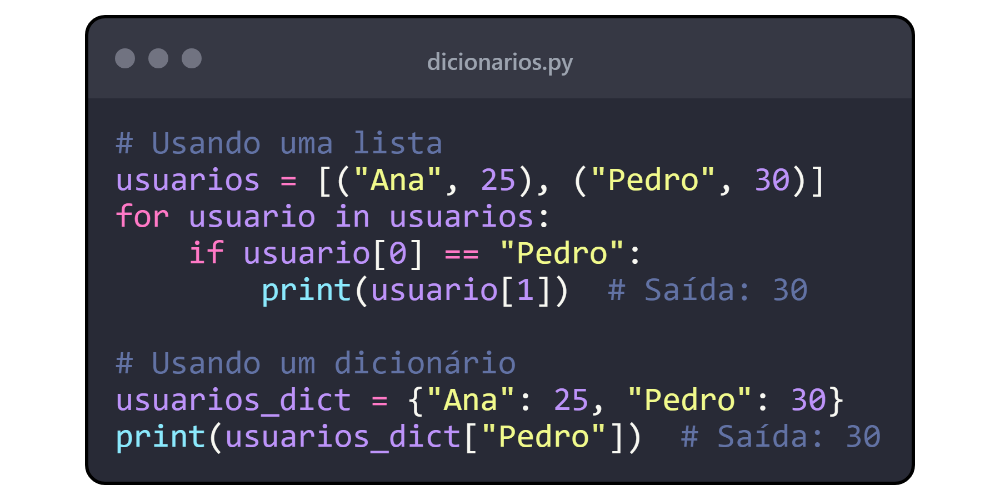 dicionarios.py
# Usando uma lista
usuarios = [("Ana", 25), ("Pedro", 30)]
for usuario in usuarios:
    if usuario[0] == "Pedro":
        print(usuario[1])  # Saída: 30
# Usando um dicionário
usuarios_dict = {"Ana": 25, "Pedro": 30}
print(usuarios_dict["Pedro"])  # Saída: 30